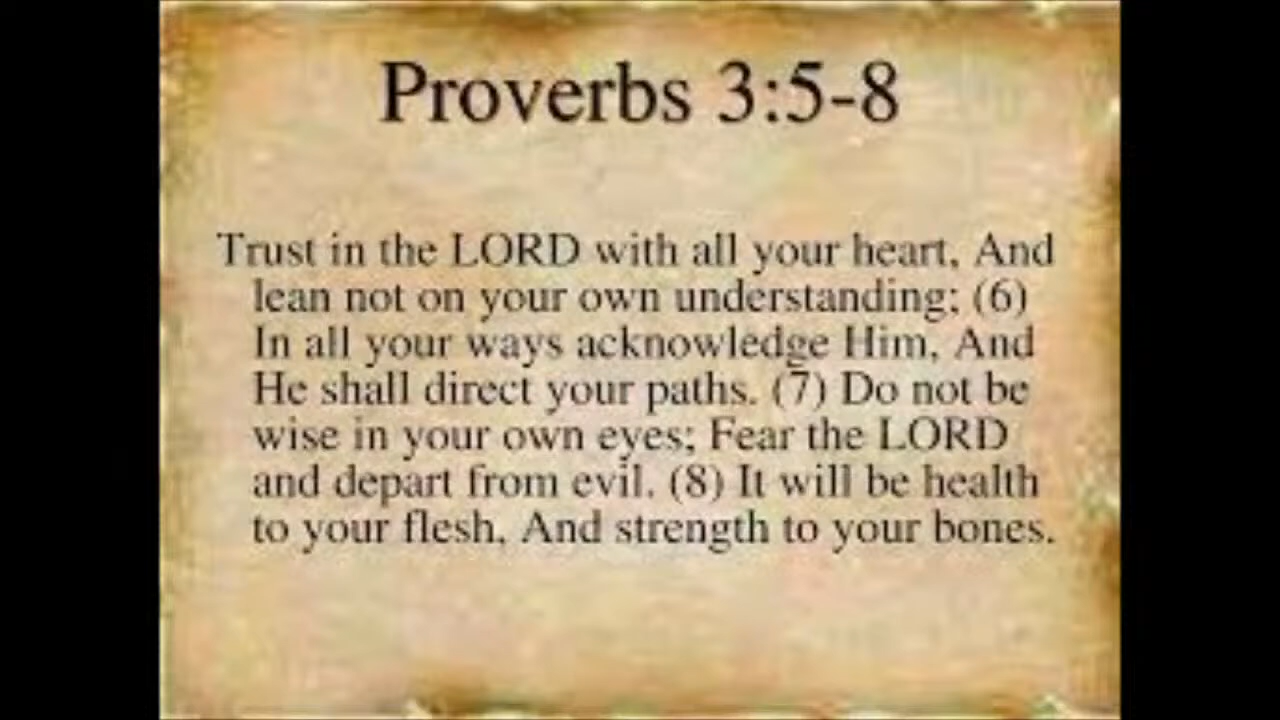 Proverbs 3:5-8
Trust in the LORD with all your heart, And
lean not on your own understanding; (6)
In all your ways acknowledge Him, And
He shall direct your paths. (7) Do not be
wise in your own eyes; Fear the LORD
and depart from evil. (8) It will be health
to your flesh, And strength to your bones.